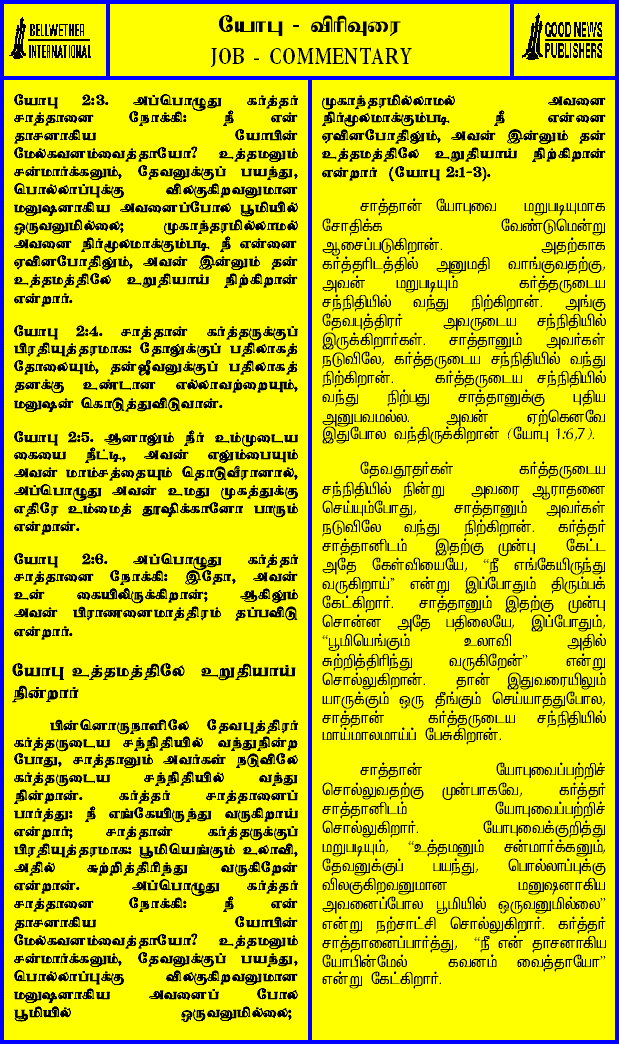 BELLWETHER
INTERNATIONAL
யோபு - விரிவுரை
JOB - COMMENTARY
GOOD NEWS
PUBLISHERS
யோபு 2:3. அப்பொழுது கர்த்தர்
சாத்தானை நோக்கி: நீ என்
தாசனாகிய யோபின்
மேல்கவனம்வைத்தாயோ? உத்தமனும்
சன்மார்க்கனும், தேவனுக்குப் பயந்து,
பொல்லாப்புக்கு விலகுகிறவனுமான
மனுஷனாகிய அவனைப்போல பூமியில்
ஒருவனுமில்லை; முகாந்தரமில்லாமல்
அவனை நிர்மூலமாக்கும்படி நீ என்னை
ஏவினபோதிலும், அவன் இன்னும் தன்
உத்தமத்திலே உறுதியாய் நிற்கிறான்
என்றார்.
யோபு 2:4. சாத்தான் கர்த்தருக்குப்
பிரதியுத்தரமாக: தோலுக்குப் பதிலாகத்
தோலையும், தன்ஜீவனுக்குப் பதிலாகத்
தனக்கு உண்டான எல்லாவற்றையும்,
மனுஷன் கொடுத்துவிடுவான்.
யோபு 2:5. ஆனாலும் நீர் உம்முடைய
கையை நீட்டி, அவன் எலும்பையும்
அவன் மாம்சத்தையும் தொடுவீரானால்,
அப்பொழுது அவன் உமது முகத்துக்கு
எதிரே உம்மைத் தூஷிக்கானோ பாரும்
என்றான்.
யோபு 2:6. அப்பொழுது கர்த்தர்
சாத்தானை நோக்கி: இதோ, அவன்
உன் கையிலிருக்கிறான்; ஆகிலும்
அவன் பிராணனைமாத்திரம் தப்பவிடு
என்றார்.
யோபு உத்தமத்திலே உறுதியாய்
நின்றார்
பின்னொருநாளிலே தேவபுத்திரர்
கர்த்தருடைய சந்நிதியில் வந்துநின்ற
போது, சாத்தானும் அவர்கள் நடுவிலே
கர்த்தருடைய சந்நிதியில் வந்து
நின்றான். கர்த்தர் சாத்தானைப்
பார்த்து: நீ எங்கேயிருந்து வருகிறாய்
என்றார்; சாத்தான் கர்த்தருக்குப்
பிரதியுத்தரமாக: பூமியெங்கும் உலாவி,
அதில் சுற்றித்திரிந்து வருகிறேன்
என்றான். அப்பொழுது கர்த்தர்
சாத்தானை நோக்கி: நீ என்
தாசனாகிய யோபின்
மேல்கவனம்வைத்தாயோ? உத்தமனும்
சன்மார்க்கனும், தேவனுக்குப் பயந்து,
பொல்லாப்புக்கு விலகுகிறவனுமான
மனுஷனாகிய அவனைப் போல
பூமியில் ஒருவனுமில்லை;
முகாந்தரமில்லாமல் அவனை
நிர்மூலமாக்கும்படி நீ என்னை
ஏவினபோதிலும், அவன் இன்னும் தன்
உத்தமத்திலே உறுதியாய் நிற்கிறான்
என்றார் (யோபு 2:1-3).
சாத்தான் யோபுவை மறுபடியுமாக
சோதிக்க வேண்டுமென்று
ஆசைப்படுகிறான். அதற்காக
கர்த்தரிடத்தில் அனுமதி வாங்குவதற்கு,
அவன் மறுபடியும் கர்த்தருடைய
சந்நிதியில் வந்து நிற்கிறான். அங்கு
தேவபுத்திரர் அவருடைய சந்நிதியில்
இருக்கிறார்கள். சாத்தானும் அவர்கள்
நடுவிலே, கர்த்தருடைய சந்நிதியில் வந்து
நிற்கிறான். கர்த்தருடைய சந்நிதியில்
வந்து நிற்பது சாத்தானுக்கு புதிய
அனுபவமல்ல. அவன் ஏற்கெனவே
இதுபோல வந்திருக்கிறான் (யோபு 1:6,7).
தேவதூதர்கள் கர்த்தருடைய
சந்நிதியில் நின்று அவரை ஆராதனை
செய்யும்போது, சாத்தானும் அவர்கள்
நடுவிலே வந்து நிற்கிறான். கர்த்தர்
சாத்தானிடம் இதற்கு முன்பு கேட்ட
அதே கேள்வியையே, “நீ எங்கேயிருந்து
வருகிறாய்” என்று இப்போதும் திரும்பக்
கேட்கிறார். சாத்தானும் இதற்கு முன்பு
சொன்ன அதே பதிலையே, இப்போதும்,
“பூமியெங்கும் உலாவி அதில்
சுற்றித்திரிந்து வருகிறேன்” என்று
சொல்லுகிறான். தான் இதுவரையிலும்
யாருக்கும் ஒரு தீங்கும் செய்யாததுபோல,
சாத்தான் கர்த்தருடைய சந்நிதியில்
மாய்மாலமாய்ப் பேசுகிறான்.
சாத்தான் யோபுவைப்பற்றிச்
சொல்லுவதற்கு முன்பாகவே, கர்த்தர்
சாத்தானிடம் யோபுவைப்பற்றிச்
சொல்லுகிறார். யோபுவைக்குறித்து
மறுபடியும், “உத்தமனும் சன்மார்க்கனும்,
தேவனுக்குப் பயந்து, பொல்லாப்புக்கு
விலகுகிறவனுமான மனுஷனாகிய
அவனைப்போல பூமியில் ஒருவனுமில்லை”
என்று நற்சாட்சி சொல்லுகிறார். கர்த்தர்
சாத்தானைப்பார்த்து, “நீ என் தாசனாகிய
யோபின்மேல் கவனம் வைத்தாயோ”
என்று கேட்கிறார்.